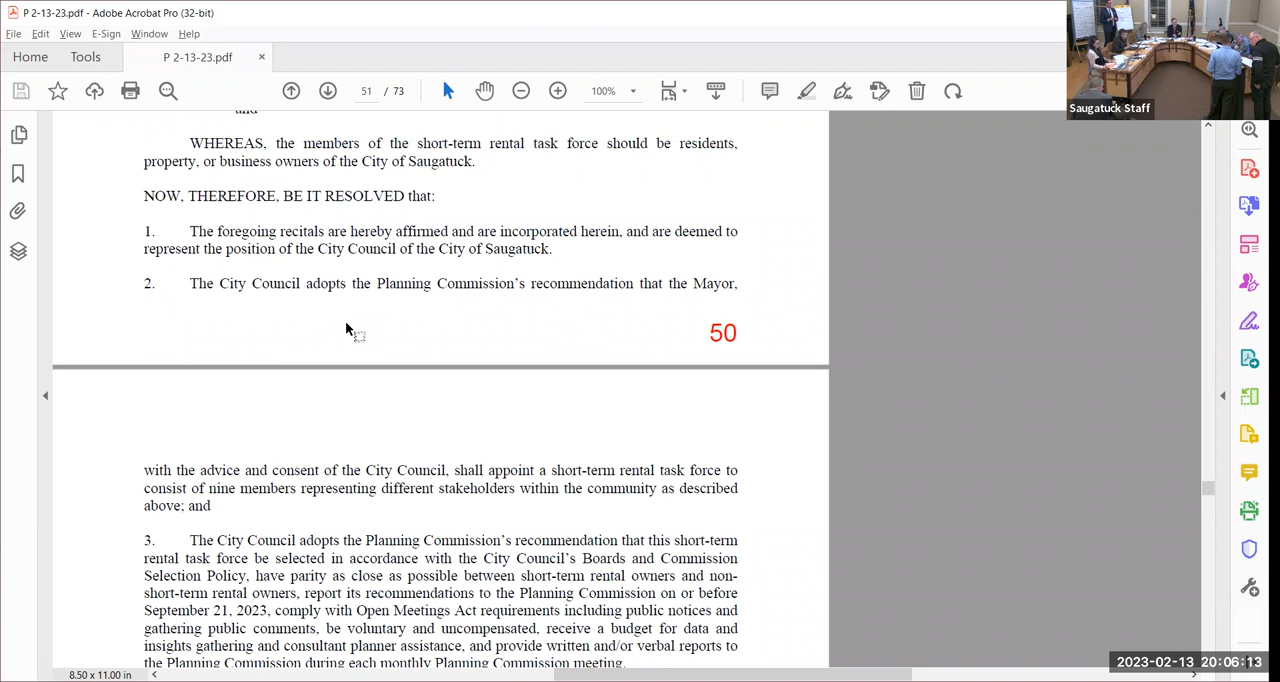 P 2-13-23.pdf - Adobe Acrobat Pro (32-bit)
File Edit View E-Sign Window Help
Home Tools P 2-13-23.pdf ×
51 / 73 100%
Saugatuck Staff
and
WHEREAS, the members of the short-term rental task force should be residents,
property, or business owners of the City of Saugatuck.
NOW, THEREFORE, BE IT RESOLVED that:
1. The foregoing recitals are hereby affirmed and are incorporated herein, and are deemed to
represent the position of the City Council of the City of Saugatuck.
2. The City Council adopts the Planning Commission’s recommendation that the Mayor,
50
with the advice and consent of the City Council, shall appoint a short-term rental task force to
consist of nine members representing different stakeholders within the community as described
above; and
3. The City Council adopts the Planning Commission’s recommendation that this short-term
rental task force be selected in accordance with the City Council’s Boards and Commission
Selection Policy, have parity as close as possible between short-term rental owners and non-
short-term rental owners, report its recommendations to the Planning Commission on or before
September 21, 2023, comply with Open Meetings Act requirements including public notices and
gathering public comments, be voluntary and uncompensated, receive a budget for data and
insights gathering and consultant planner assistance, and provide written and/or verbal reports to
the Planning Commission during each monthly Planning Commission meeting.
8.50 x 11.00 in
2023-02-13 20:06:13